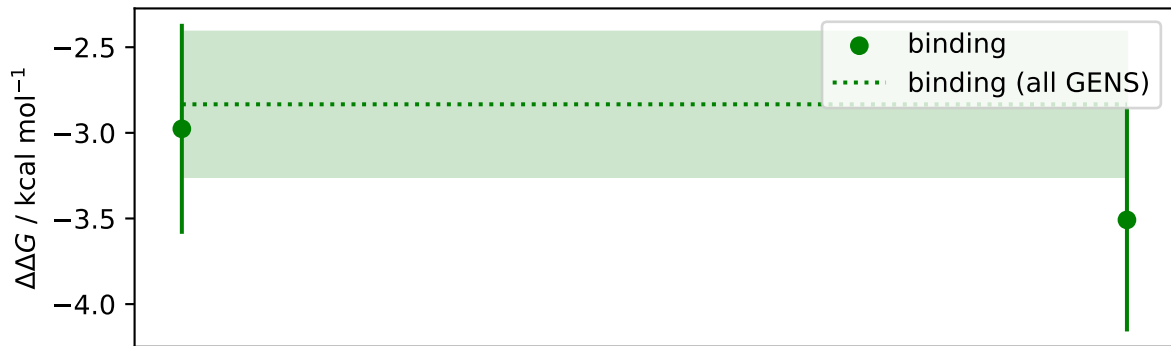 ΔΔG / kcal mol⁻¹
−2.5
−3.0
−3.5
−4.0
binding
binding (all GENS)